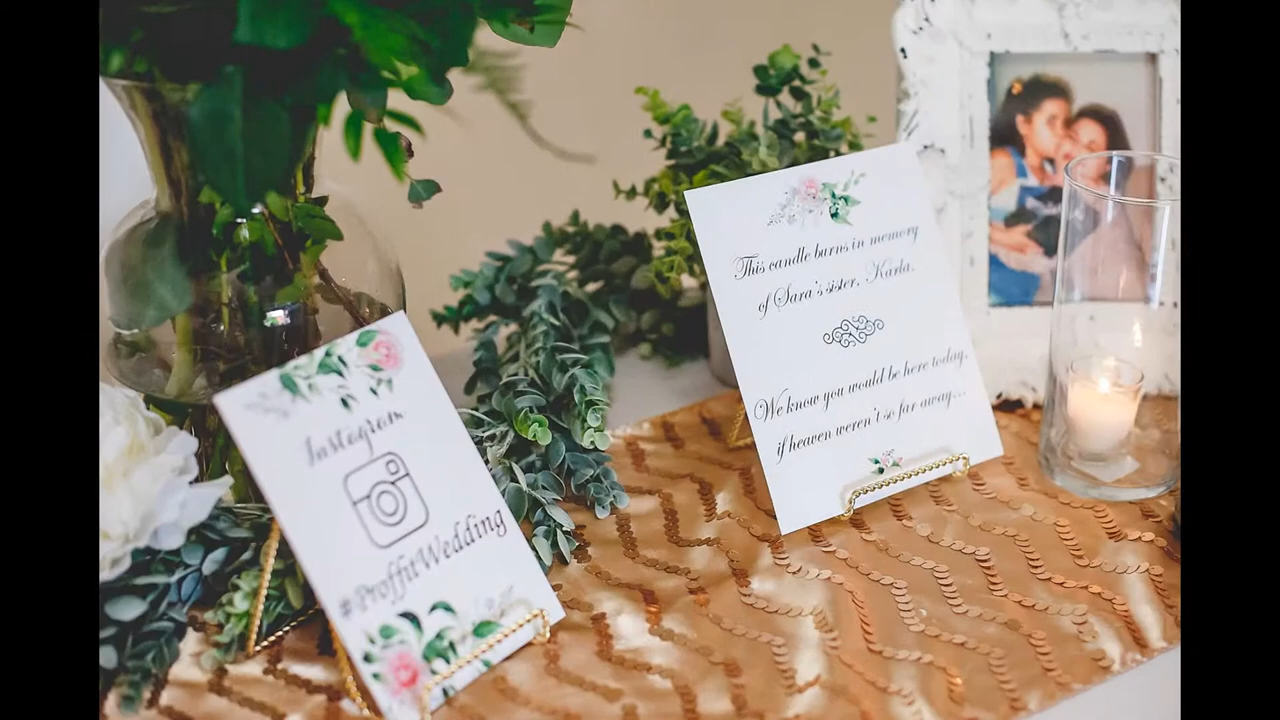 Instagram
#ProffittWedding
This candle burns in memory
of Sara's sister, Karla.
We know you would be here today,
if heaven weren't so far away...